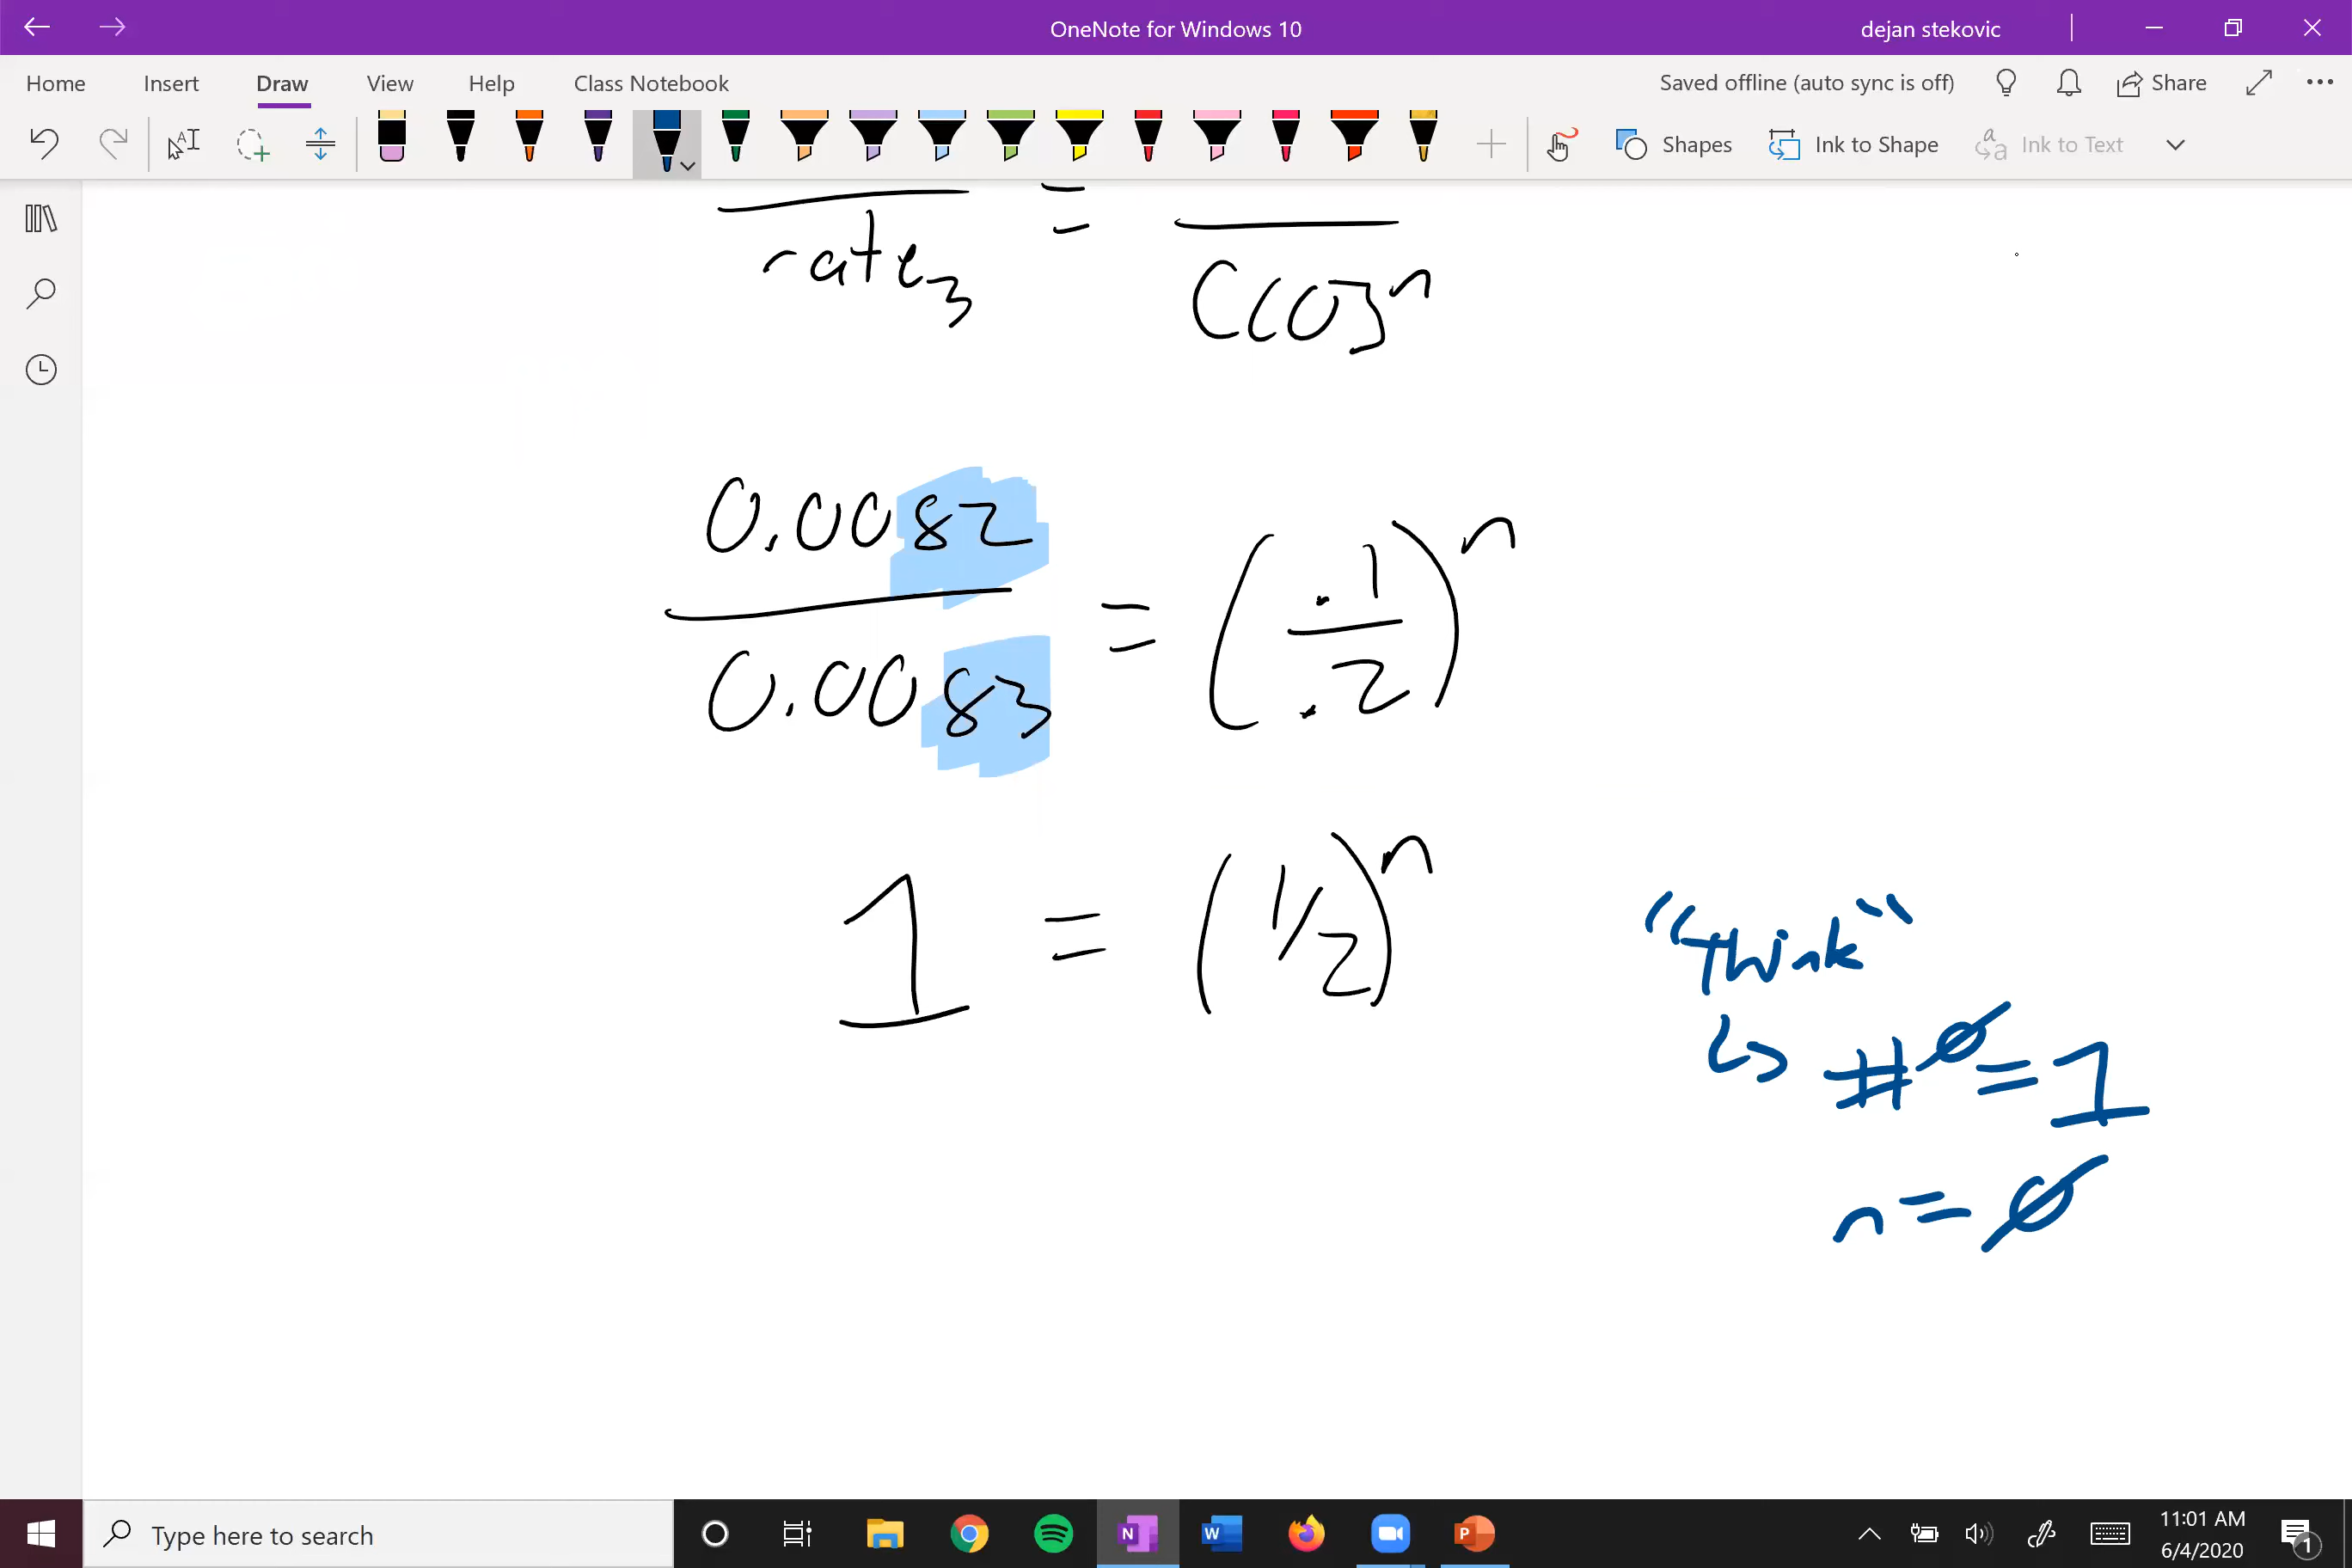 OneNote for Windows 10
dejan stekovic
Home Insert Draw View Help Class Notebook
Saved offline (auto sync is off) Share
Shapes Ink to Shape Ink to Text
rate₃ = [CO]ⁿ
0.0082
0.0083
= (.1/.2)ⁿ
1 = (1/2)ⁿ
"Think"
↳ #⁰ = 1
n = 0
Type here to search
11:01 AM
6/4/2020
1